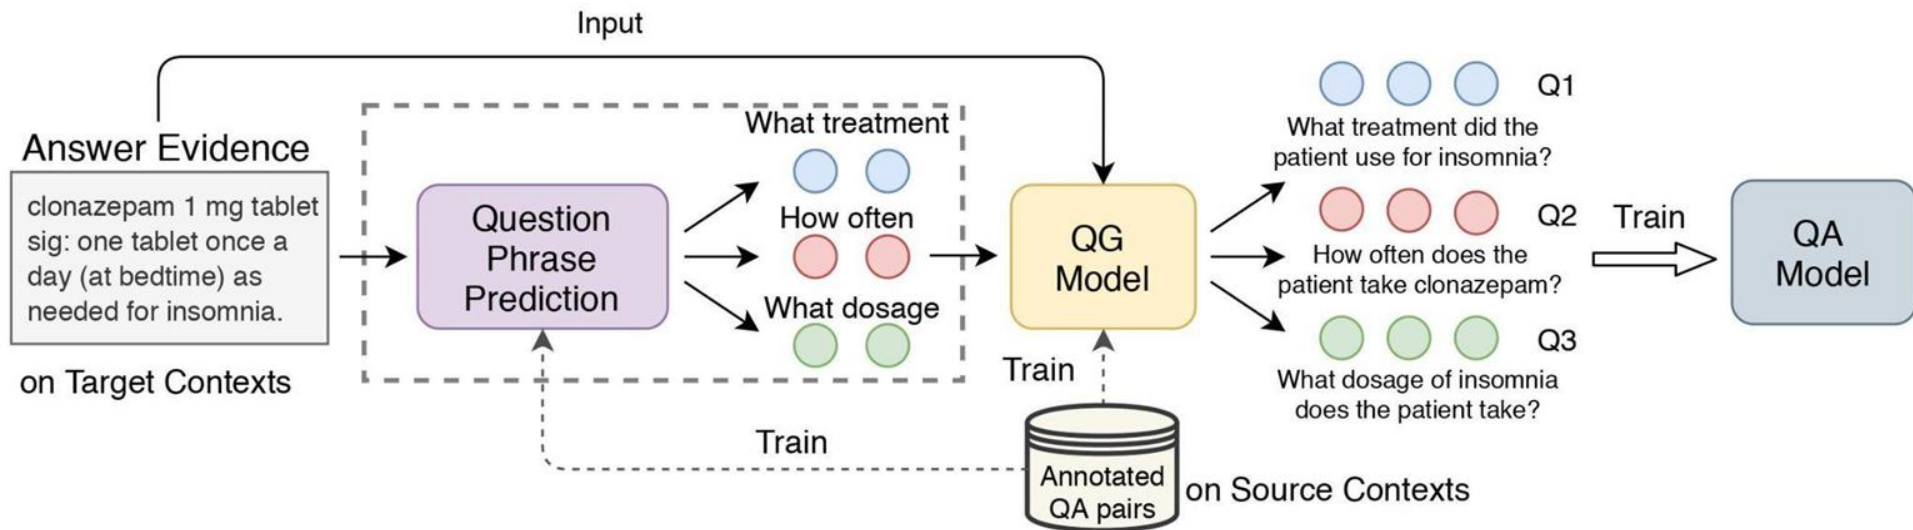 Input
Answer Evidence
clonazepam 1 mg tablet
sig: one tablet once a
day (at bedtime) as
needed for insomnia.
on Target Contexts
Question
Phrase
Prediction
What treatment
How often
What dosage
QG
Model
Q1
What treatment did the
patient use for insomnia?
Q2
How often does the
patient take clonazepam?
Q3
What dosage of insomnia
does the patient take?
Train
QA
Model
Train
Train
Annotated
QA pairs
on Source Contexts